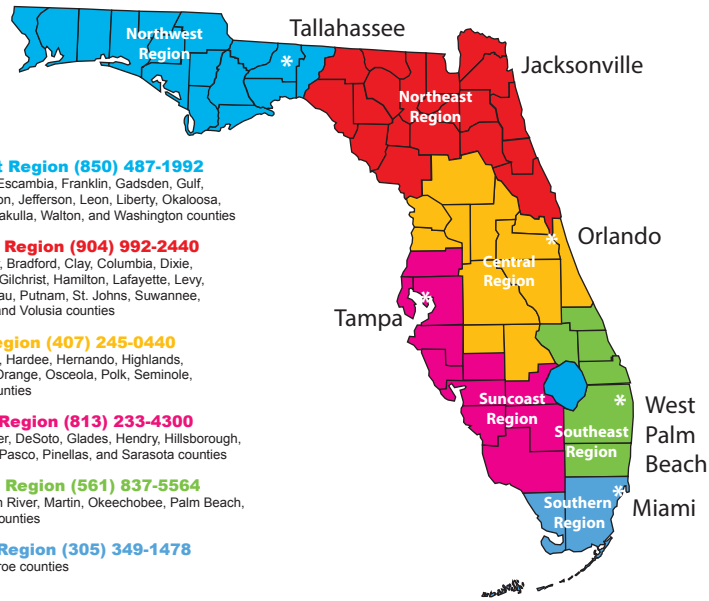 Tallahassee
Northwest
Region
*
Jacksonville
Northeast
Region
t Region (850) 487-1992
Escambia, Franklin, Gadsden, Gulf,
on, Jefferson, Leon, Liberty, Okaloosa,
akulla, Walton, and Washington counties
Region (904) 992-2440
, Bradford, Clay, Columbia, Dixie,
Gilchrist, Hamilton, Lafayette, Levy,
au, Putnam, St. Johns, Suwannee,
and Volusia counties
Region (407) 245-0440
, Hardee, Hernando, Highlands,
Orange, Osceola, Polk, Seminole,
unties
Region (813) 233-4300
er, DeSoto, Glades, Hendry, Hillsborough,
Pasco, Pinellas, and Sarasota counties
Region (561) 837-5564
n River, Martin, Okeechobee, Palm Beach,
ounties
Region (305) 349-1478
roe counties
*
Orlando
Central
Region
*
Tampa
Suncoast
Region
*
West
Palm
Beach
Southeast
Region
*
Miami
Southern
Region